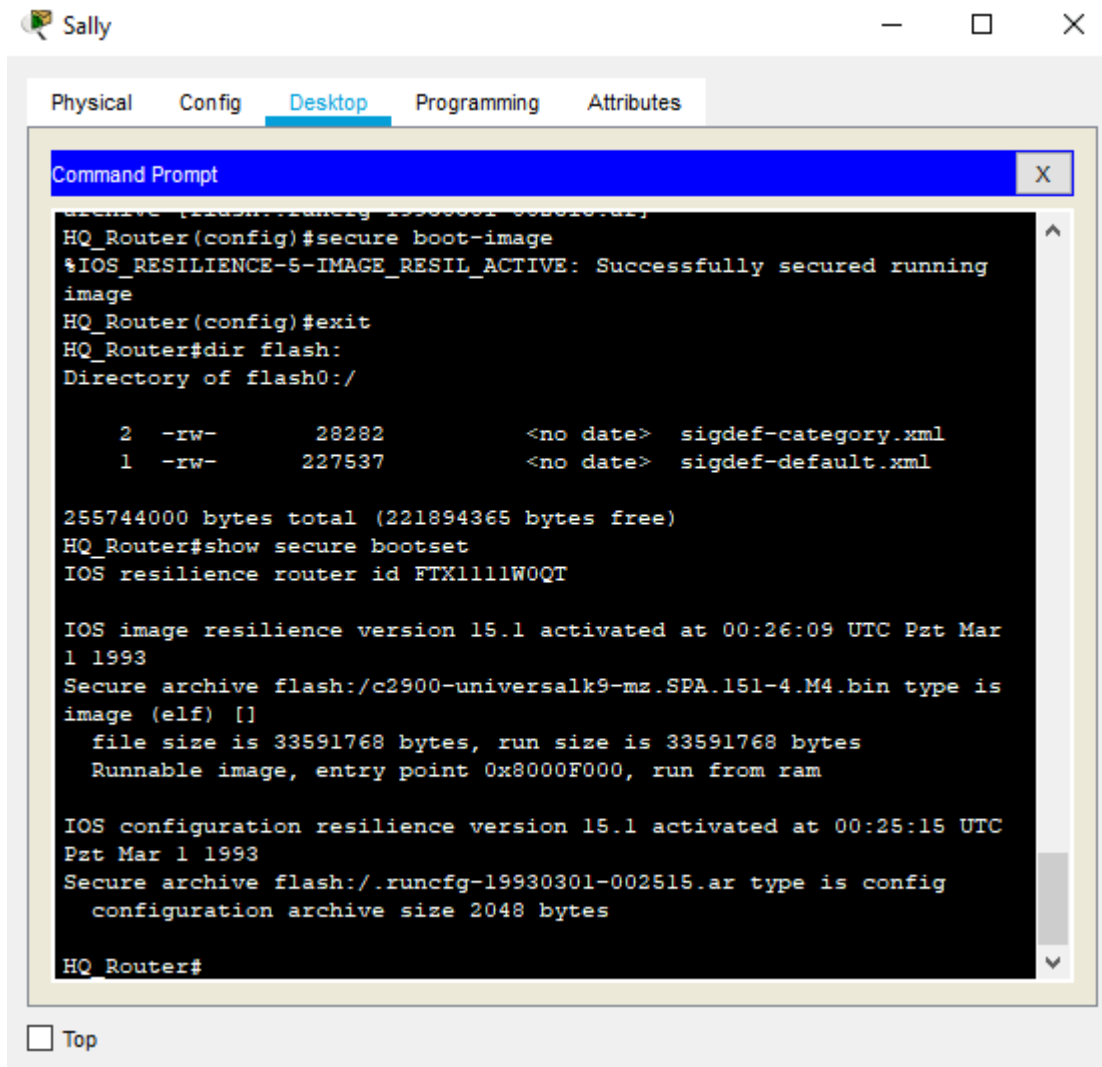 Sally
Physical Config Desktop Programming Attributes
Command Prompt X
HQ_Router(config)#secure boot-image
%IOS_RESILIENCE-5-IMAGE_RESIL_ACTIVE: Successfully secured running
image
HQ_Router(config)#exit
HQ_Router#dir flash:
Directory of flash0:/
2 -rw- 28282 <no date> sigdef-category.xml
1 -rw- 227537 <no date> sigdef-default.xml
255744000 bytes total (221894365 bytes free)
HQ_Router#show secure bootset
IOS resilience router id FTX1111W0QT
IOS image resilience version 15.1 activated at 00:26:09 UTC Pzt Mar
1 1993
Secure archive flash:/c2900-universalk9-mz.SPA.151-4.M4.bin type is
image (elf) []
file size is 33591768 bytes, run size is 33591768 bytes
Runnable image, entry point 0x8000F000, run from ram
IOS configuration resilience version 15.1 activated at 00:25:15 UTC
Pzt Mar 1 1993
Secure archive flash:/.runcfg-19930301-002515.ar type is config
configuration archive size 2048 bytes
HQ_Router#
Top